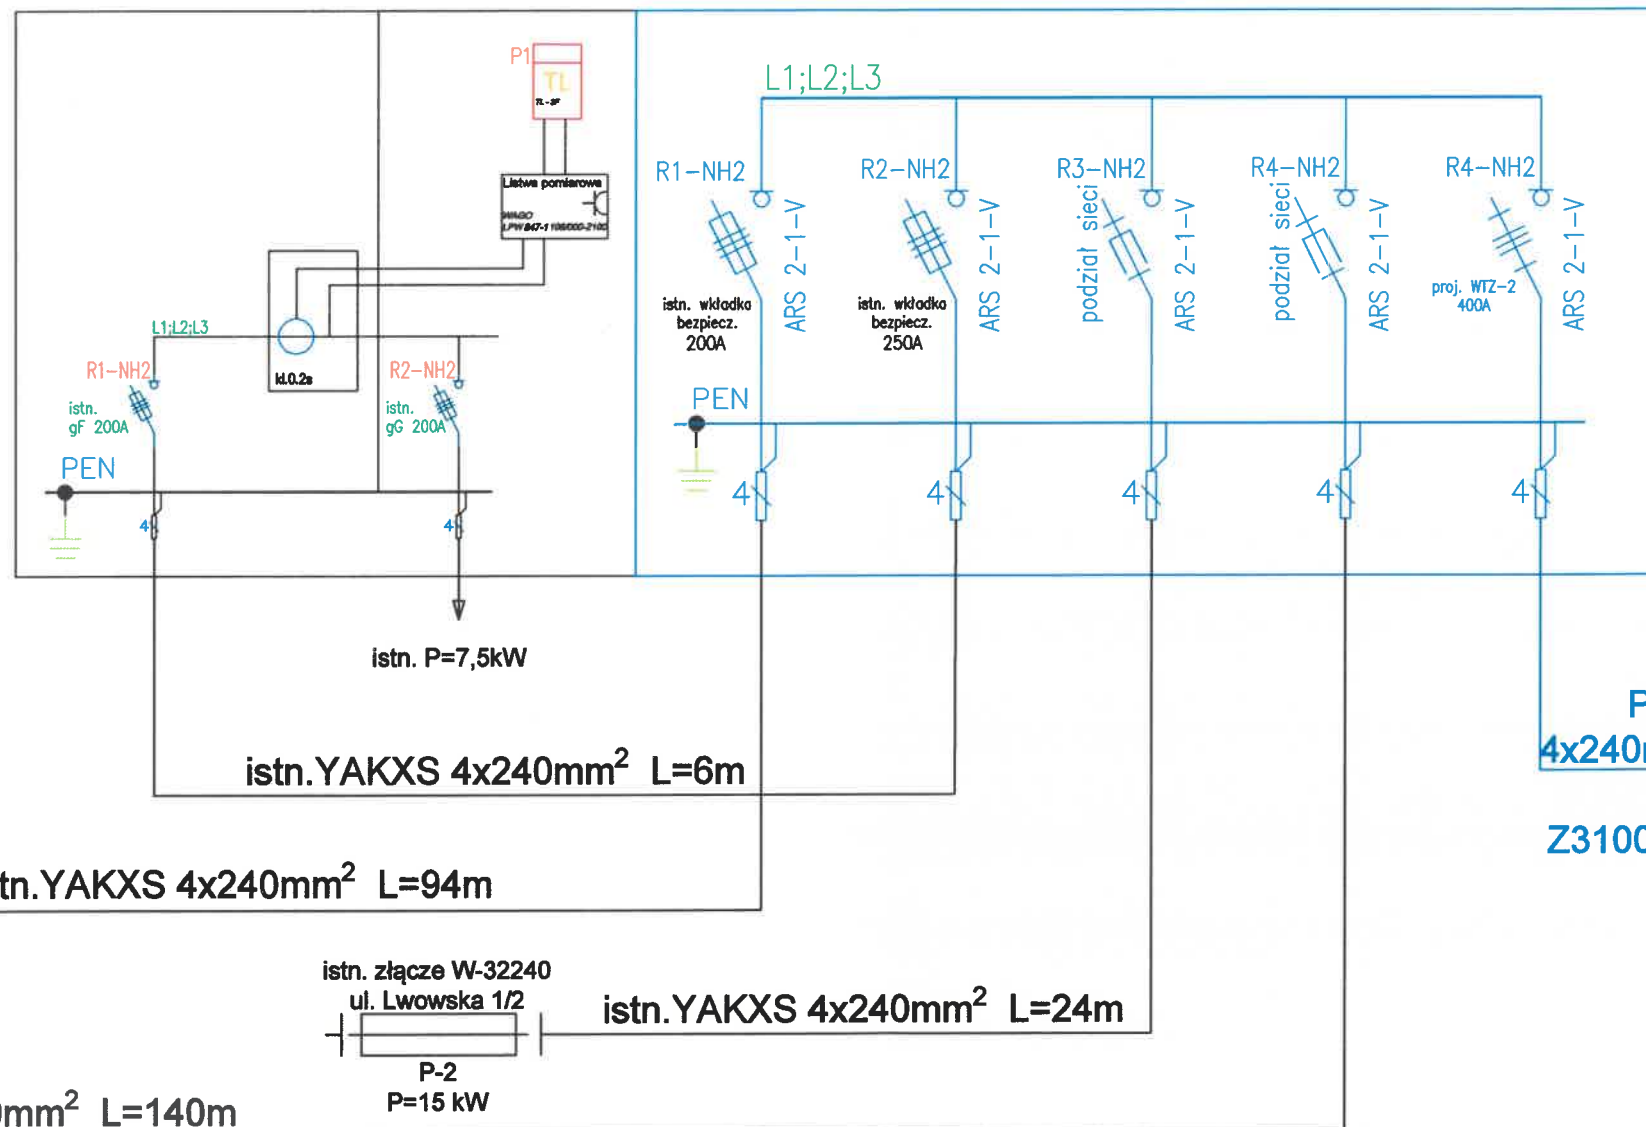 P1
TL
TL-3F
Listwa pomiarowa
WAGO
kl.0.2s
L1;L2;L3
R1-NH2
istn.
gF 200A
R2-NH2
istn.
gG 200A
PEN
4
4
istn. P=7,5kW
L1;L2;L3
R1-NH2
ARS 2-1-V
istn. wkładka
bezpiecz.
200A
R2-NH2
ARS 2-1-V
istn. wkładka
bezpiecz.
250A
R3-NH2
podział sieci
ARS 2-1-V
R4-NH2
podział sieci
ARS 2-1-V
R4-NH2
ARS 2-1-V
proj. WTZ-2
400A
PEN
4
4
4
4
4
istn.YAKXS 4x240mm² L=6m
P
4x240
Z3100
tn.YAKXS 4x240mm² L=94m
istn. złącze W-32240
ul. Lwowska 1/2
P-2
P=15 kW
istn.YAKXS 4x240mm² L=24m
mm² L=140m